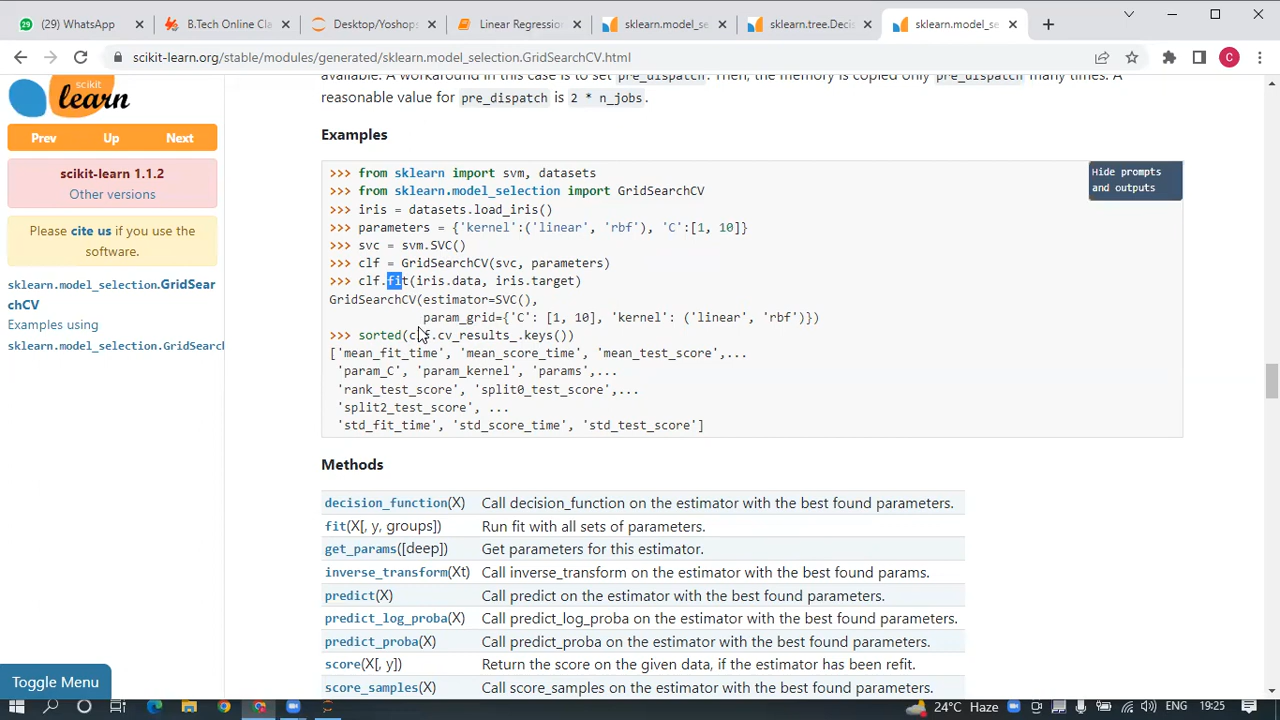 (29) WhatsApp
B.Tech Online Cla
Desktop/Yoshops
Linear Regressio
sklearn.model_se
sklearn.tree.Deci
sklearn.model_se
scikit-learn.org/stable/modules/generated/sklearn.model_selection.GridSearchCV.html
C
scikit
learn
Prev
Up
Next
scikit-learn 1.1.2
Other versions
Please cite us if you use the
software.
sklearn.model_selection.GridSear
chCV
Examples using
sklearn.model_selection.GridSearch
available. A workaround in this case is to set pre_dispatch. Then, the memory is copied only pre_dispatch many times. A
reasonable value for pre_dispatch is 2 * n_jobs.
Examples
Hide prompts
and outputs
>>> from sklearn import svm, datasets
>>> from sklearn.model_selection import GridSearchCV
>>> iris = datasets.load_iris()
>>> parameters = {'kernel':('linear', 'rbf'), 'C':[1, 10]}
>>> svc = svm.SVC()
>>> clf = GridSearchCV(svc, parameters)
>>> clf.fit(iris.data, iris.target)
GridSearchCV(estimator=SVC(),
param_grid={'C': [1, 10], 'kernel': ('linear', 'rbf')})
>>> sorted(clf.cv_results_.keys())
['mean_fit_time', 'mean_score_time', 'mean_test_score',...
'param_C', 'param_kernel', 'params',...
'rank_test_score', 'split0_test_score',...
'split2_test_score', ...
'std_fit_time', 'std_score_time', 'std_test_score']
Methods
decision_function(X) Call decision_function on the estimator with the best found parameters.
fit(X[, y, groups]) Run fit with all sets of parameters.
get_params([deep]) Get parameters for this estimator.
inverse_transform(Xt) Call inverse_transform on the estimator with the best found params.
predict(X) Call predict on the estimator with the best found parameters.
predict_log_proba(X) Call predict_log_proba on the estimator with the best found parameters.
predict_proba(X) Call predict_proba on the estimator with the best found parameters.
score(X[, y]) Return the score on the given data, if the estimator has been refit.
score_samples(X) Call score_samples on the estimator with the best found parameters.
Toggle Menu
24°C Haze
ENG
19:25